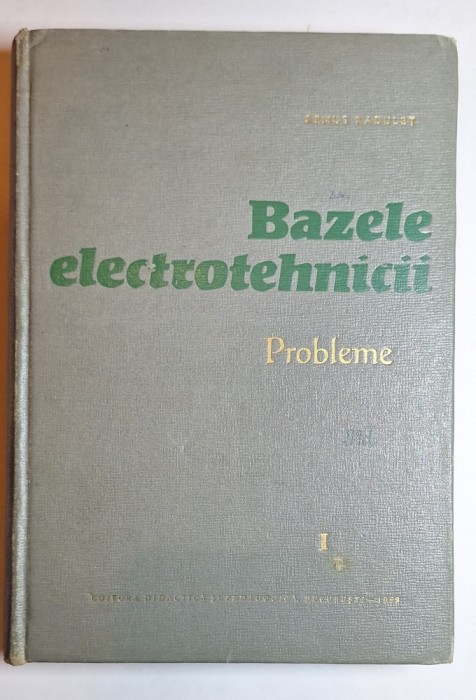 REMUS RADULEȚ
Bazele
electrotehnicii
Probleme
I
EDITURA DIDACTICĂ ȘI PEDAGOGICĂ, BUCUREȘTI